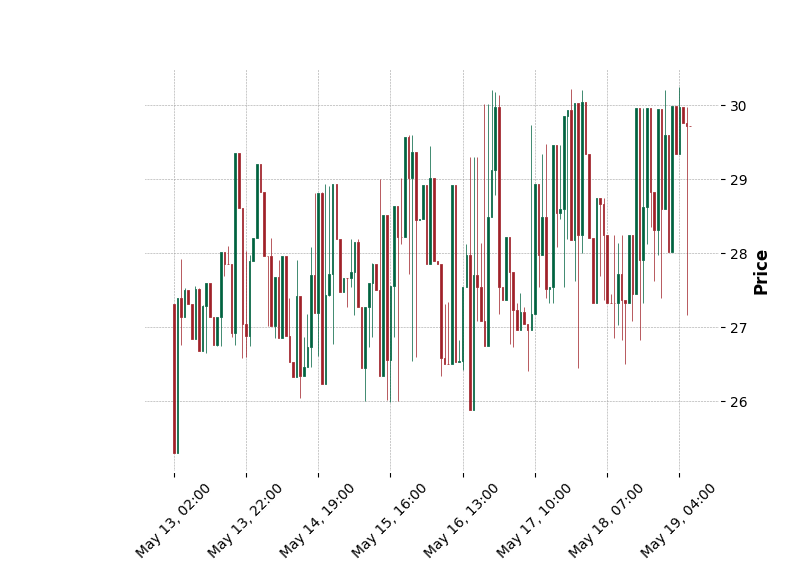 30
29
28
27
26
Price
May 13, 02:00
May 13, 22:00
May 14, 19:00
May 15, 16:00
May 16, 13:00
May 17, 10:00
May 18, 07:00
May 19, 04:00